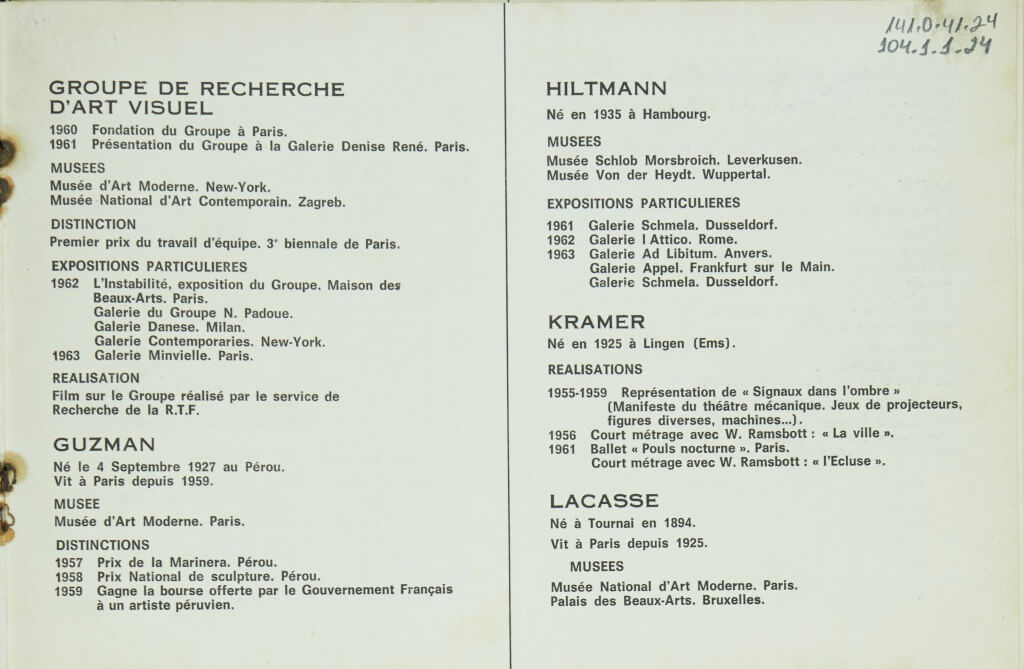 GROUPE DE RECHERCHE
D'ART VISUEL
1960 Fondation du Groupe à Paris.
1961 Présentation du Groupe à la Galerie Denise René. Paris.
MUSEES
Musée d'Art Moderne. New-York.
Musée National d'Art Contemporain. Zagreb.
DISTINCTION
Premier prix du travail d'équipe. 3e biennale de Paris.
EXPOSITIONS PARTICULIERES
1962 L'Instabilité, exposition du Groupe. Maison des
Beaux-Arts. Paris.
Galerie du Groupe N. Padoue.
Galerie Danese. Milan.
Galerie Contemporaries. New-York.
1963 Galerie Minvielle. Paris.
REALISATION
Film sur le Groupe réalisé par le service de
Recherche de la R.T.F.
GUZMAN
Né le 4 Septembre 1927 au Pérou.
Vit à Paris depuis 1959.
MUSEE
Musée d'Art Moderne. Paris.
DISTINCTIONS
1957 Prix de la Marinera. Pérou.
1958 Prix National de sculpture. Pérou.
1959 Gagne la bourse offerte par le Gouvernement Français
à un artiste péruvien.
141.0.41.24
104.1.1.24
HILTMANN
Né en 1935 à Hambourg.
MUSEES
Musée Schlob Morsbroich. Leverkusen.
Musée Von der Heydt. Wuppertal.
EXPOSITIONS PARTICULIERES
1961 Galerie Schmela. Dusseldorf.
1962 Galerie l Attico. Rome.
1963 Galerie Ad Libitum. Anvers.
Galerie Appel. Frankfurt sur le Main.
Galerie Schmela. Dusseldorf.
KRAMER
Né en 1925 à Lingen (Ems).
REALISATIONS
1955-1959 Représentation de « Signaux dans l'ombre »
(Manifeste du théâtre mécanique. Jeux de projecteurs,
figures diverses, machines...).
1956 Court métrage avec W. Ramsbott : « La ville ».
1961 Ballet « Pouls nocturne ». Paris.
Court métrage avec W. Ramsbott : « l'Ecluse ».
LACASSE
Né à Tournai en 1894.
Vit à Paris depuis 1925.
MUSEES
Musée National d'Art Moderne. Paris.
Palais des Beaux-Arts. Bruxelles.